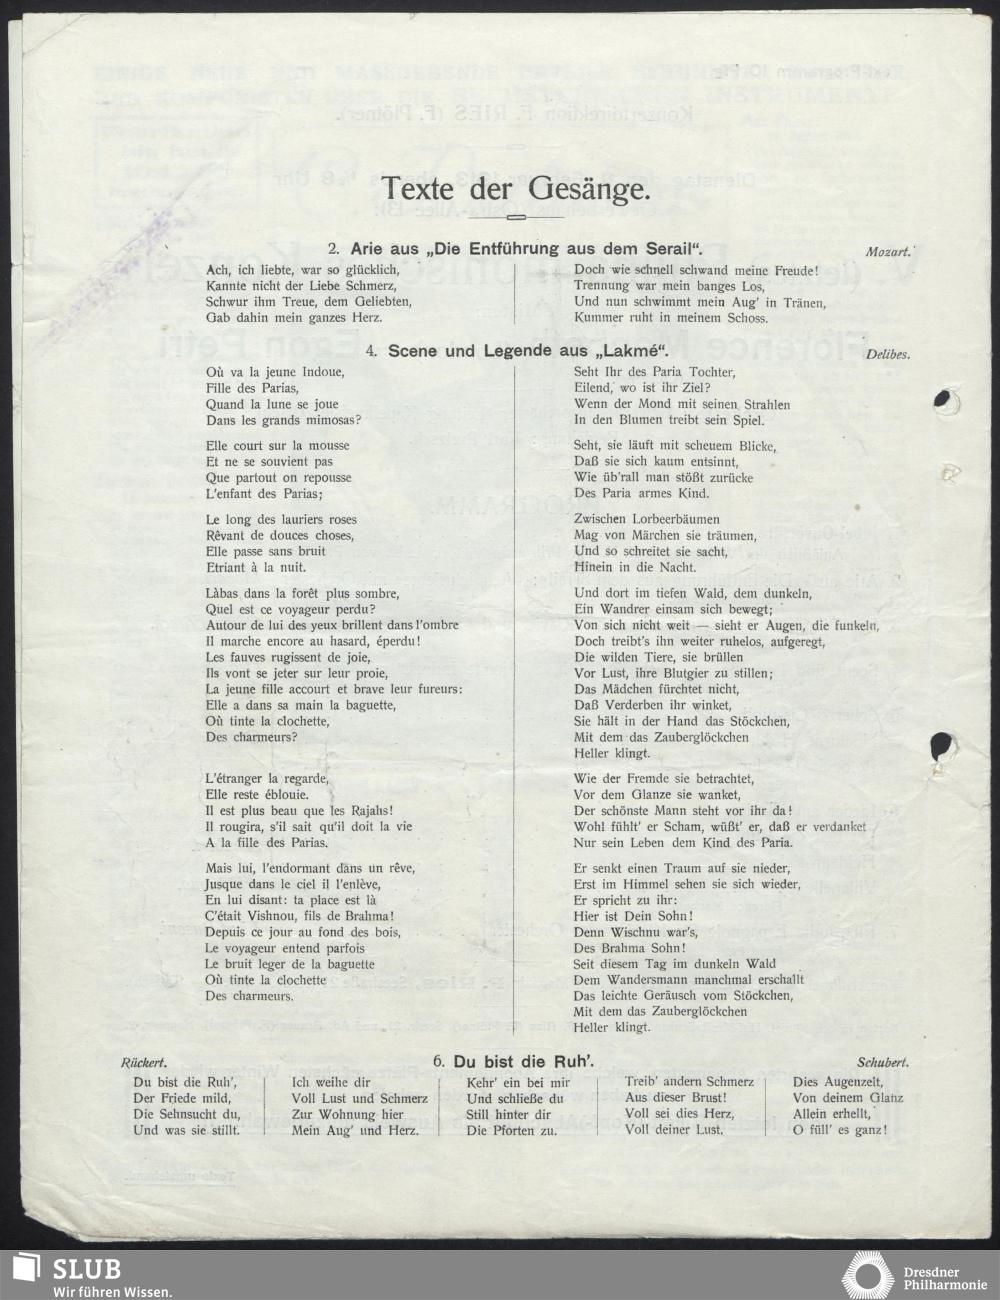 Texte der Gesänge.
2. Arie aus „Die Entführung aus dem Serail“. Mozart.
Ach, ich liebte, war so glücklich,
Kannte nicht der Liebe Schmerz,
Schwur ihm Treue, dem Geliebten,
Gab dahin mein ganzes Herz.
Doch wie schnell schwand meine Freude!
Trennung war mein banges Los,
Und nun schwimmt mein Aug' in Tränen,
Kummer ruht in meinem Schoss.
4. Scene und Legende aus „Lakmé“. Delibes.
Où va la jeune Indoue,
Fille des Parias,
Quand la lune se joue
Dans les grands mimosas?
Elle court sur la mousse
Et ne se souvient pas
Que partout on repousse
L'enfant des Parias;
Le long des lauriers roses
Rêvant de douces choses,
Elle passe sans bruit
Etriant à la nuit.
Làbas dans la forêt plus sombre,
Quel est ce voyageur perdu?
Autour de lui des yeux brillent dans l'ombre
Il marche encore au hasard, éperdu!
Les fauves rugissent de joie,
Ils vont se jeter sur leur proie,
La jeune fille accourt et brave leur fureurs:
Elle a dans sa main la baguette,
Où tinte la clochette,
Des charmeurs?
L'étranger la regarde,
Elle reste éblouie.
Il est plus beau que les Rajahs!
Il rougira, s'il sait qu'il doit la vie
A la fille des Parias.
Mais lui, l'endormant dans un rêve,
Jusque dans le ciel il l'enlève,
En lui disant: ta place est là
C'était Vishnou, fils de Brahma!
Depuis ce jour au fond des bois,
Le voyageur entend parfois
Le bruit leger de la baguette
Où tinte la clochette
Des charmeurs.
Seht Ihr des Paria Tochter,
Eilend, wo ist ihr Ziel?
Wenn der Mond mit seinen Strahlen
In den Blumen treibt sein Spiel.
Seht, sie läuft mit scheuem Blicke,
Daß sie sich kaum entsinnt,
Wie üb'rall man stößt zurücke
Des Paria armes Kind.
Zwischen Lorbeerbäumen
Mag von Märchen sie träumen,
Und so schreitet sie sacht,
Hinein in die Nacht.
Und dort im tiefen Wald, dem dunkeln,
Ein Wandrer einsam sich bewegt;
Von sich nicht weit — sieht er Augen, die funkeln,
Doch treibt's ihn weiter ruhelos, aufgeregt,
Die wilden Tiere, sie brüllen
Vor Lust, ihre Blutgier zu stillen;
Das Mädchen fürchtet nicht,
Daß Verderben ihr winket,
Sie hält in der Hand das Stöckchen,
Mit dem das Zauberglöckchen
Heller klingt.
Wie der Fremde sie betrachtet,
Vor dem Glanze sie wanket,
Der schönste Mann steht vor ihr da!
Wohl fühlt' er Scham, wüßt' er, daß er verdanket
Nur sein Leben dem Kind des Paria.
Er senkt einen Traum auf sie nieder,
Erst im Himmel sehen sie sich wieder,
Er spricht zu ihr:
Hier ist Dein Sohn!
Denn Wischnu war's,
Des Brahma Sohn!
Seit diesem Tag im dunkeln Wald
Dem Wandersmann manchmal erschallt
Das leichte Geräusch vom Stöckchen,
Mit dem das Zauberglöckchen
Heller klingt.
Rückert. 6. Du bist die Ruh'. Schubert.
Du bist die Ruh',
Der Friede mild,
Die Sehnsucht du,
Und was sie stillt.
Ich weihe dir
Voll Lust und Schmerz
Zur Wohnung hier
Mein Aug' und Herz.
Kehr' ein bei mir
Und schließe du
Still hinter dir
Die Pforten zu.
Treib' andern Schmerz
Aus dieser Brust!
Voll sei dies Herz,
Voll deiner Lust.
Dies Augenzelt,
Von deinem Glanz
Allein erhellt,
O füll' es ganz!
SLUB
Wir führen Wissen.
Dresdner
Philharmonie